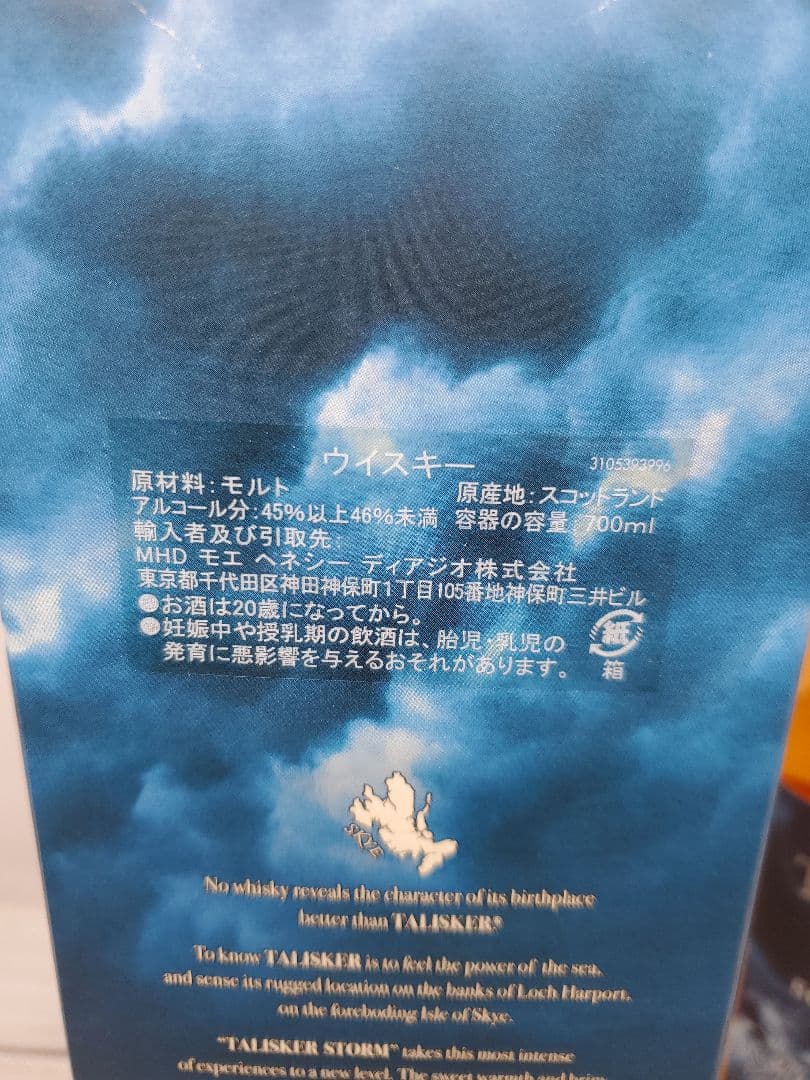 ウイスキー 3105393996
原材料:モルト 原産地:スコットランド
アルコール分:45%以上46%未満 容器の容量:700ml
輸入者及び引取先:
MHD モエ ヘネシー ディアジオ株式会社
東京都千代田区神田神保町1丁目105番地神保町三井ビル
●お酒は20歳になってから。
●妊娠中や授乳期の飲酒は、胎児・乳児の
発育に悪影響を与えるおそれがあります。
紙
箱
SKYE
No whisky reveals the character of its birthplace
better than TALISKER®
To know TALISKER is to feel the power of the sea,
and sense its rugged location on the banks of Loch Harport,
on the foreboding Isle of Skye.
"TALISKER STORM" takes this most intense
of experiences to a new level. The sweet warmth and briny